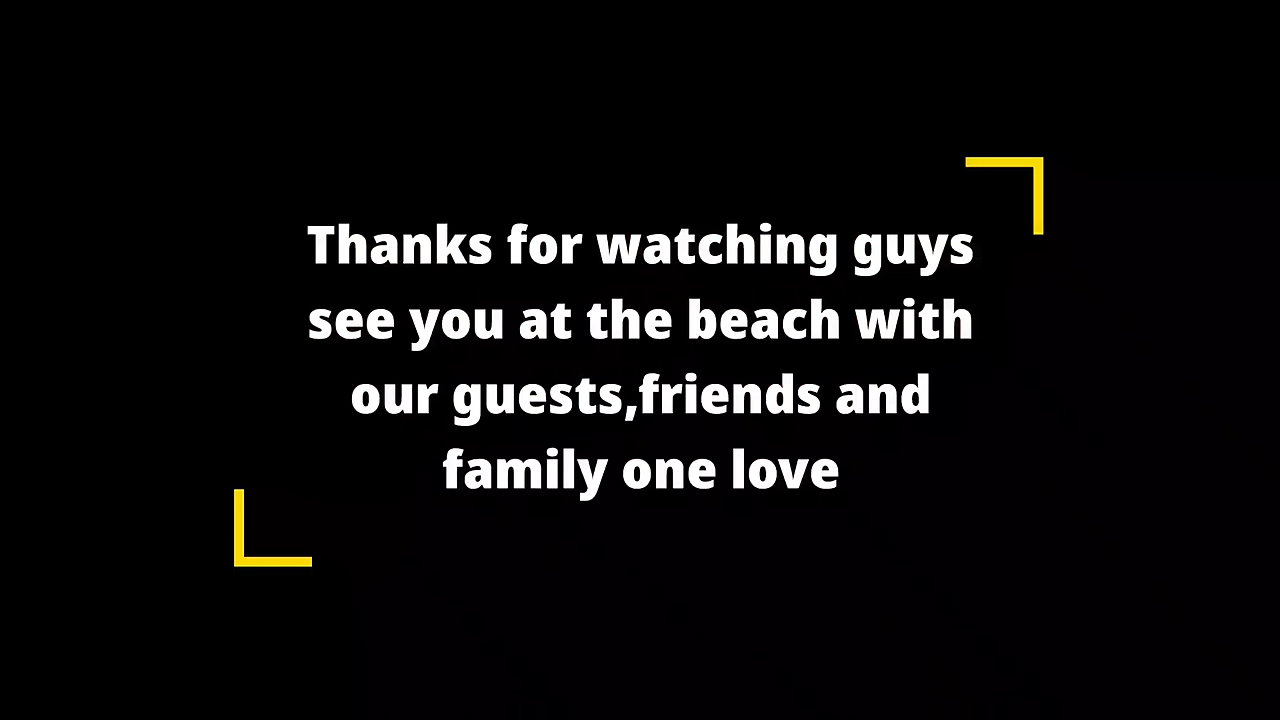 Thanks for watching guys
see you at the beach with
our guests,friends and
family one love